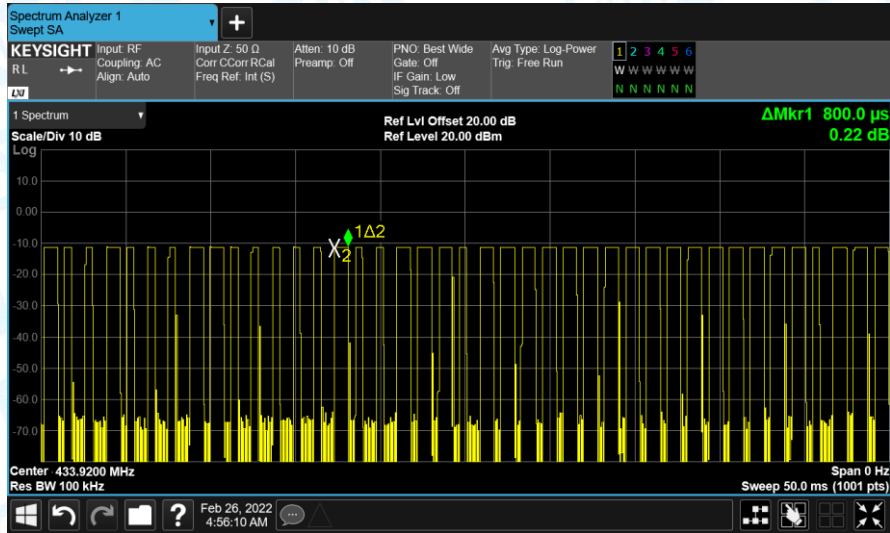 Spectrum Analyzer 1
Swept SA
+
KEYSIGHT
RL
LXI
Input: RF
Coupling: AC
Align: Auto
Input Z: 50 Ω
Corr CCorr RCal
Freq Ref: Int (S)
Atten: 10 dB
Preamp: Off
PNO: Best Wide
Gate: Off
IF Gain: Low
Sig Track: Off
Avg Type: Log-Power
Trig: Free Run
1 2 3 4 5 6
W W W W W W
N N N N N N
1 Spectrum
Scale/Div 10 dB
Ref Lvl Offset 20.00 dB
Ref Level 20.00 dBm
ΔMkr1 800.0 µs
0.22 dB
Log
10.0
0.00
-10.0
-20.0
-30.0
-40.0
-50.0
-60.0
-70.0
1Δ2
X2
Center 433.9200 MHz
Res BW 100 kHz
Span 0 Hz
Sweep 50.0 ms (1001 pts)
?
Feb 26, 2022
4:56:10 AM